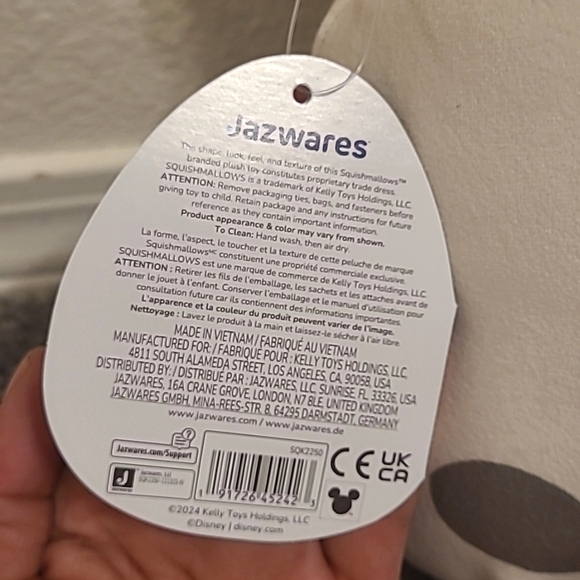 Jazwares
The shape, look, feel, and texture of this Squishmallows™
branded plush toy constitutes proprietary trade dress.
SQUISHMALLOWS is a trademark of Kelly Toys Holdings, LLC.
ATTENTION: Remove packaging ties, bags, and fasteners before
giving toy to child. Retain package and any instructions for future
reference as they contain important information.
Product appearance & color may vary from shown.
To Clean: Hand wash, then air dry.
La forme, l'aspect, le toucher et la texture de cette peluche de marque
Squishmallowsᴹᶜ constituent une propriété commerciale exclusive.
SQUISHMALLOWS est une marque de commerce de Kelly Toys Holdings, LLC.
ATTENTION : Retirer les fils de l'emballage, les sachets et les attaches avant de
donner le jouet à l'enfant. Conserver l'emballage et le manuel d'utilisation pour
consultation future car ils contiennent des informations importantes.
L'apparence et la couleur du produit peuvent varier de l'image.
Nettoyage : Lavez le produit à la main et laissez-le sécher à l'air libre.
MADE IN VIETNAM / FABRIQUÉ AU VIETNAM
MANUFACTURED FOR: / FABRIQUÉ POUR : KELLY TOYS HOLDINGS, LLC,
4811 SOUTH ALAMEDA STREET, LOS ANGELES, CA, 90058, USA
DISTRIBUTED BY: / DISTRIBUÉ PAR : JAZWARES, LLC, SUNRISE, FL, 33326, USA
JAZWARES, 16A CRANE GROVE, LONDON, N7 8LE, UNITED KINGDOM
JAZWARES GMBH, MINA-REES-STR. 8, 64295 DARMSTADT, GERMANY
www.jazwares.com / www.jazwares.de
Jazwares.com/Support
Jazwares, LLC
SQK2250
1 91726 45242 3
CE UK
CA
©2024 Kelly Toys Holdings, LLC
©Disney | disney.com